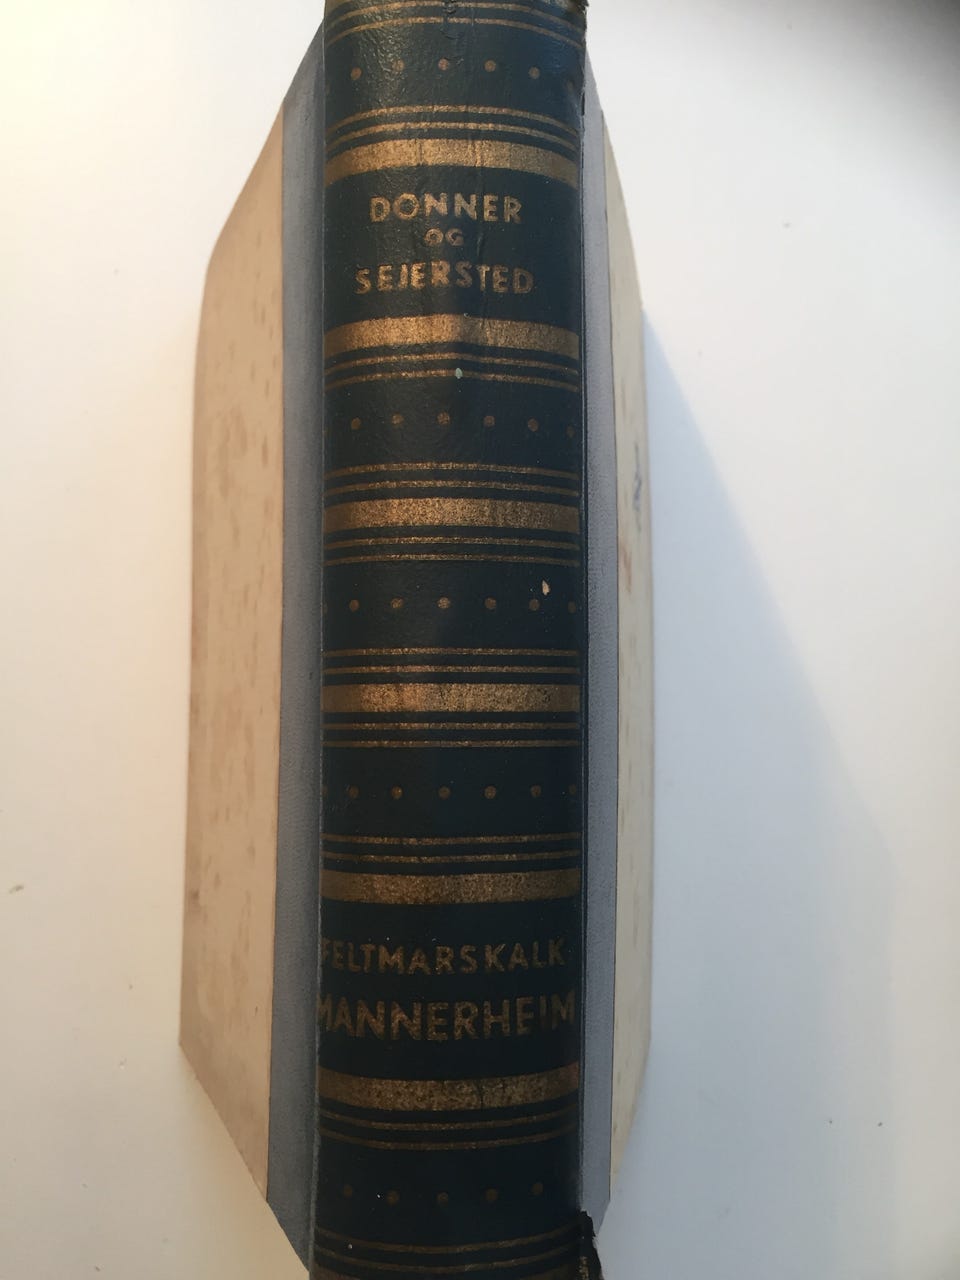 DONNER
OG
SEJERSTED
FELTMARSKALK
MANNERHEIM